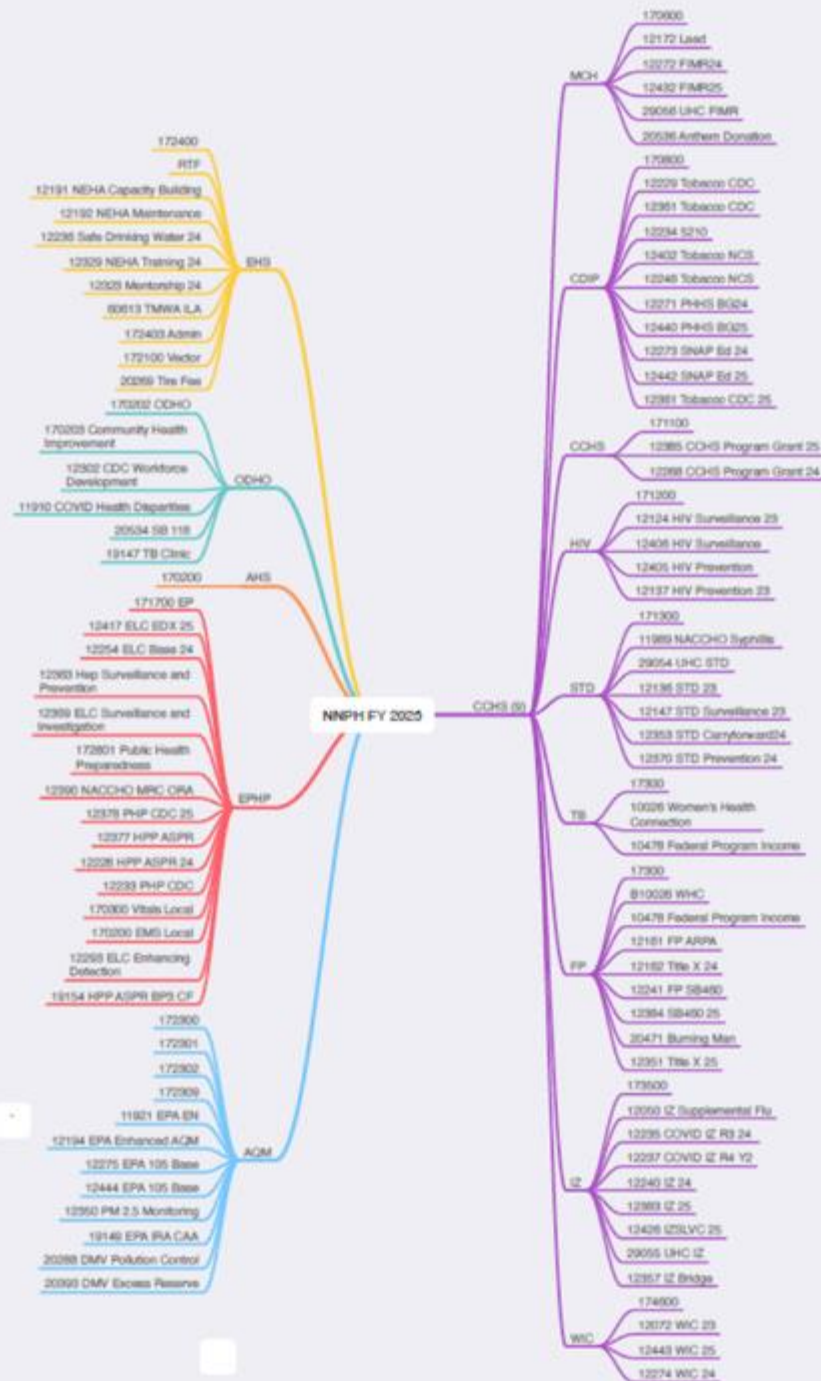 NNPH FY 2025
EHS
172400
RTF
12191 NEHA Capacity Building
12192 NEHA Maintenance
12236 Safe Drinking Water 24
12329 NEHA Training 24
12323 Mentorship 24
60613 TMWA ILA
172403 Admin
172100 Vector
20269 Tire Fee
ODHO
170202 ODHO
170203 Community Health
Improvement
12302 CDC Workforce
Development
11910 COVID Health Disparities
20534 SB 118
19147 TB Clinic
AHS
170200
EPHP
171700 EP
12417 ELC EDX 25
12254 ELC Base 24
12363 Hep Surveillance and
Prevention
12369 ELC Surveillance and
Investigation
172801 Public Health
Preparedness
12390 NACCHO MRC ORA
12378 PHP CDC 25
12377 HPP ASPR
12228 HPP ASPR 24
12233 PHP CDC
170300 Vitals Local
170200 EMS Local
12293 ELC Enhancing
Detection
19154 HPP ASPR BP3 CF
AQM
172300
172301
172302
172309
11921 EPA EN
12194 EPA Enhanced AQM
12275 EPA 105 Base
12444 EPA 105 Base
12350 PM 2.5 Monitoring
19149 EPA IRA CAA
20288 DMV Pollution Control
20393 DMV Excess Reserve
CCHS (9)
MCH
170600
12172 Lead
12272 FIMR24
12432 FIMR25
29056 UHC FIMR
20536 Anthem Donation
CDIP
170800
12229 Tobacco CDC
12361 Tobacco CDC
12234 5210
12402 Tobacco NCS
12246 Tobacco NCS
12271 PHHS BG24
12440 PHHS BG25
12273 SNAP Ed 24
12442 SNAP Ed 25
12361 Tobacco CDC 25
CCHS
171100
12385 CCHS Program Grant 25
12268 CCHS Program Grant 24
HIV
171200
12124 HIV Surveillance 23
12406 HIV Surveillance
12405 HIV Prevention
12137 HIV Prevention 23
STD
171300
11989 NACCHO Syphillis
29054 UHC STD
12136 STD 23
12147 STD Surveillance 23
12353 STD Carryforward24
12370 STD Prevention 24
TB
17300
10026 Women's Health
Connection
10478 Federal Program Income
FP
17300
B10026 WHC
10478 Federal Program Income
12161 FP ARPA
12162 Title X 24
12241 FP SB460
12384 SB460 25
20471 Burning Man
12351 Title X 25
IZ
173500
12050 IZ Supplemental Flu
12235 COVID IZ R3 24
12237 COVID IZ R4 Y2
12240 IZ 24
12383 IZ 25
12426 IZSLVC 25
29055 UHC IZ
12357 IZ Bridge
WIC
174600
12072 WIC 23
12443 WIC 25
12274 WIC 24